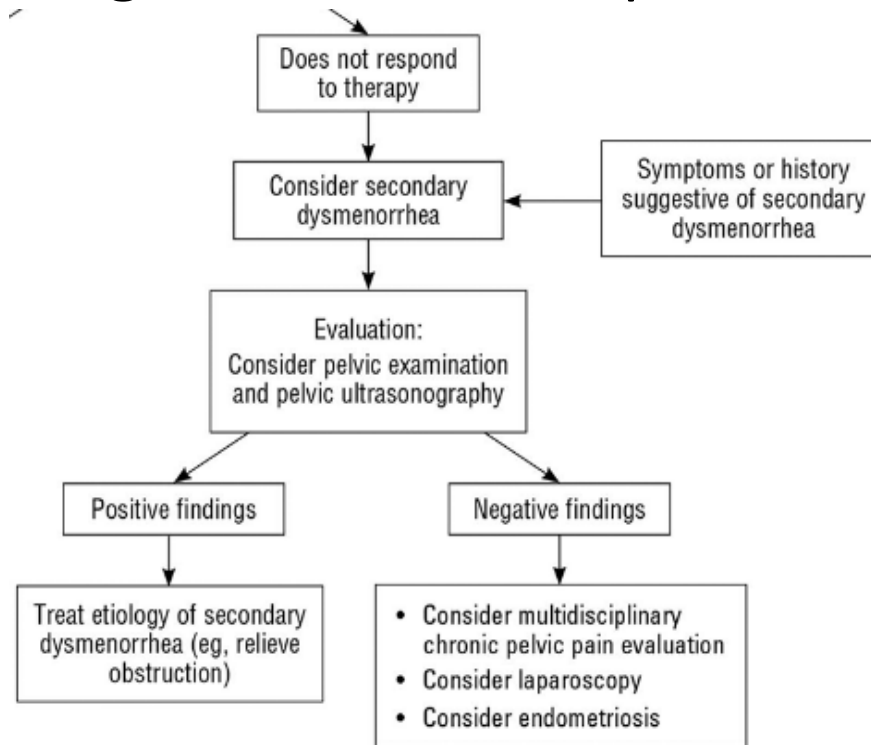 Does not respond
to therapy
Consider secondary
dysmenorrhea
Symptoms or history
suggestive of secondary
dysmenorrhea
Evaluation:
Consider pelvic examination
and pelvic ultrasonography
Positive findings
Negative findings
Treat etiology of secondary
dysmenorrhea (eg, relieve
obstruction)
• Consider multidisciplinary
chronic pelvic pain evaluation
• Consider laparoscopy
• Consider endometriosis